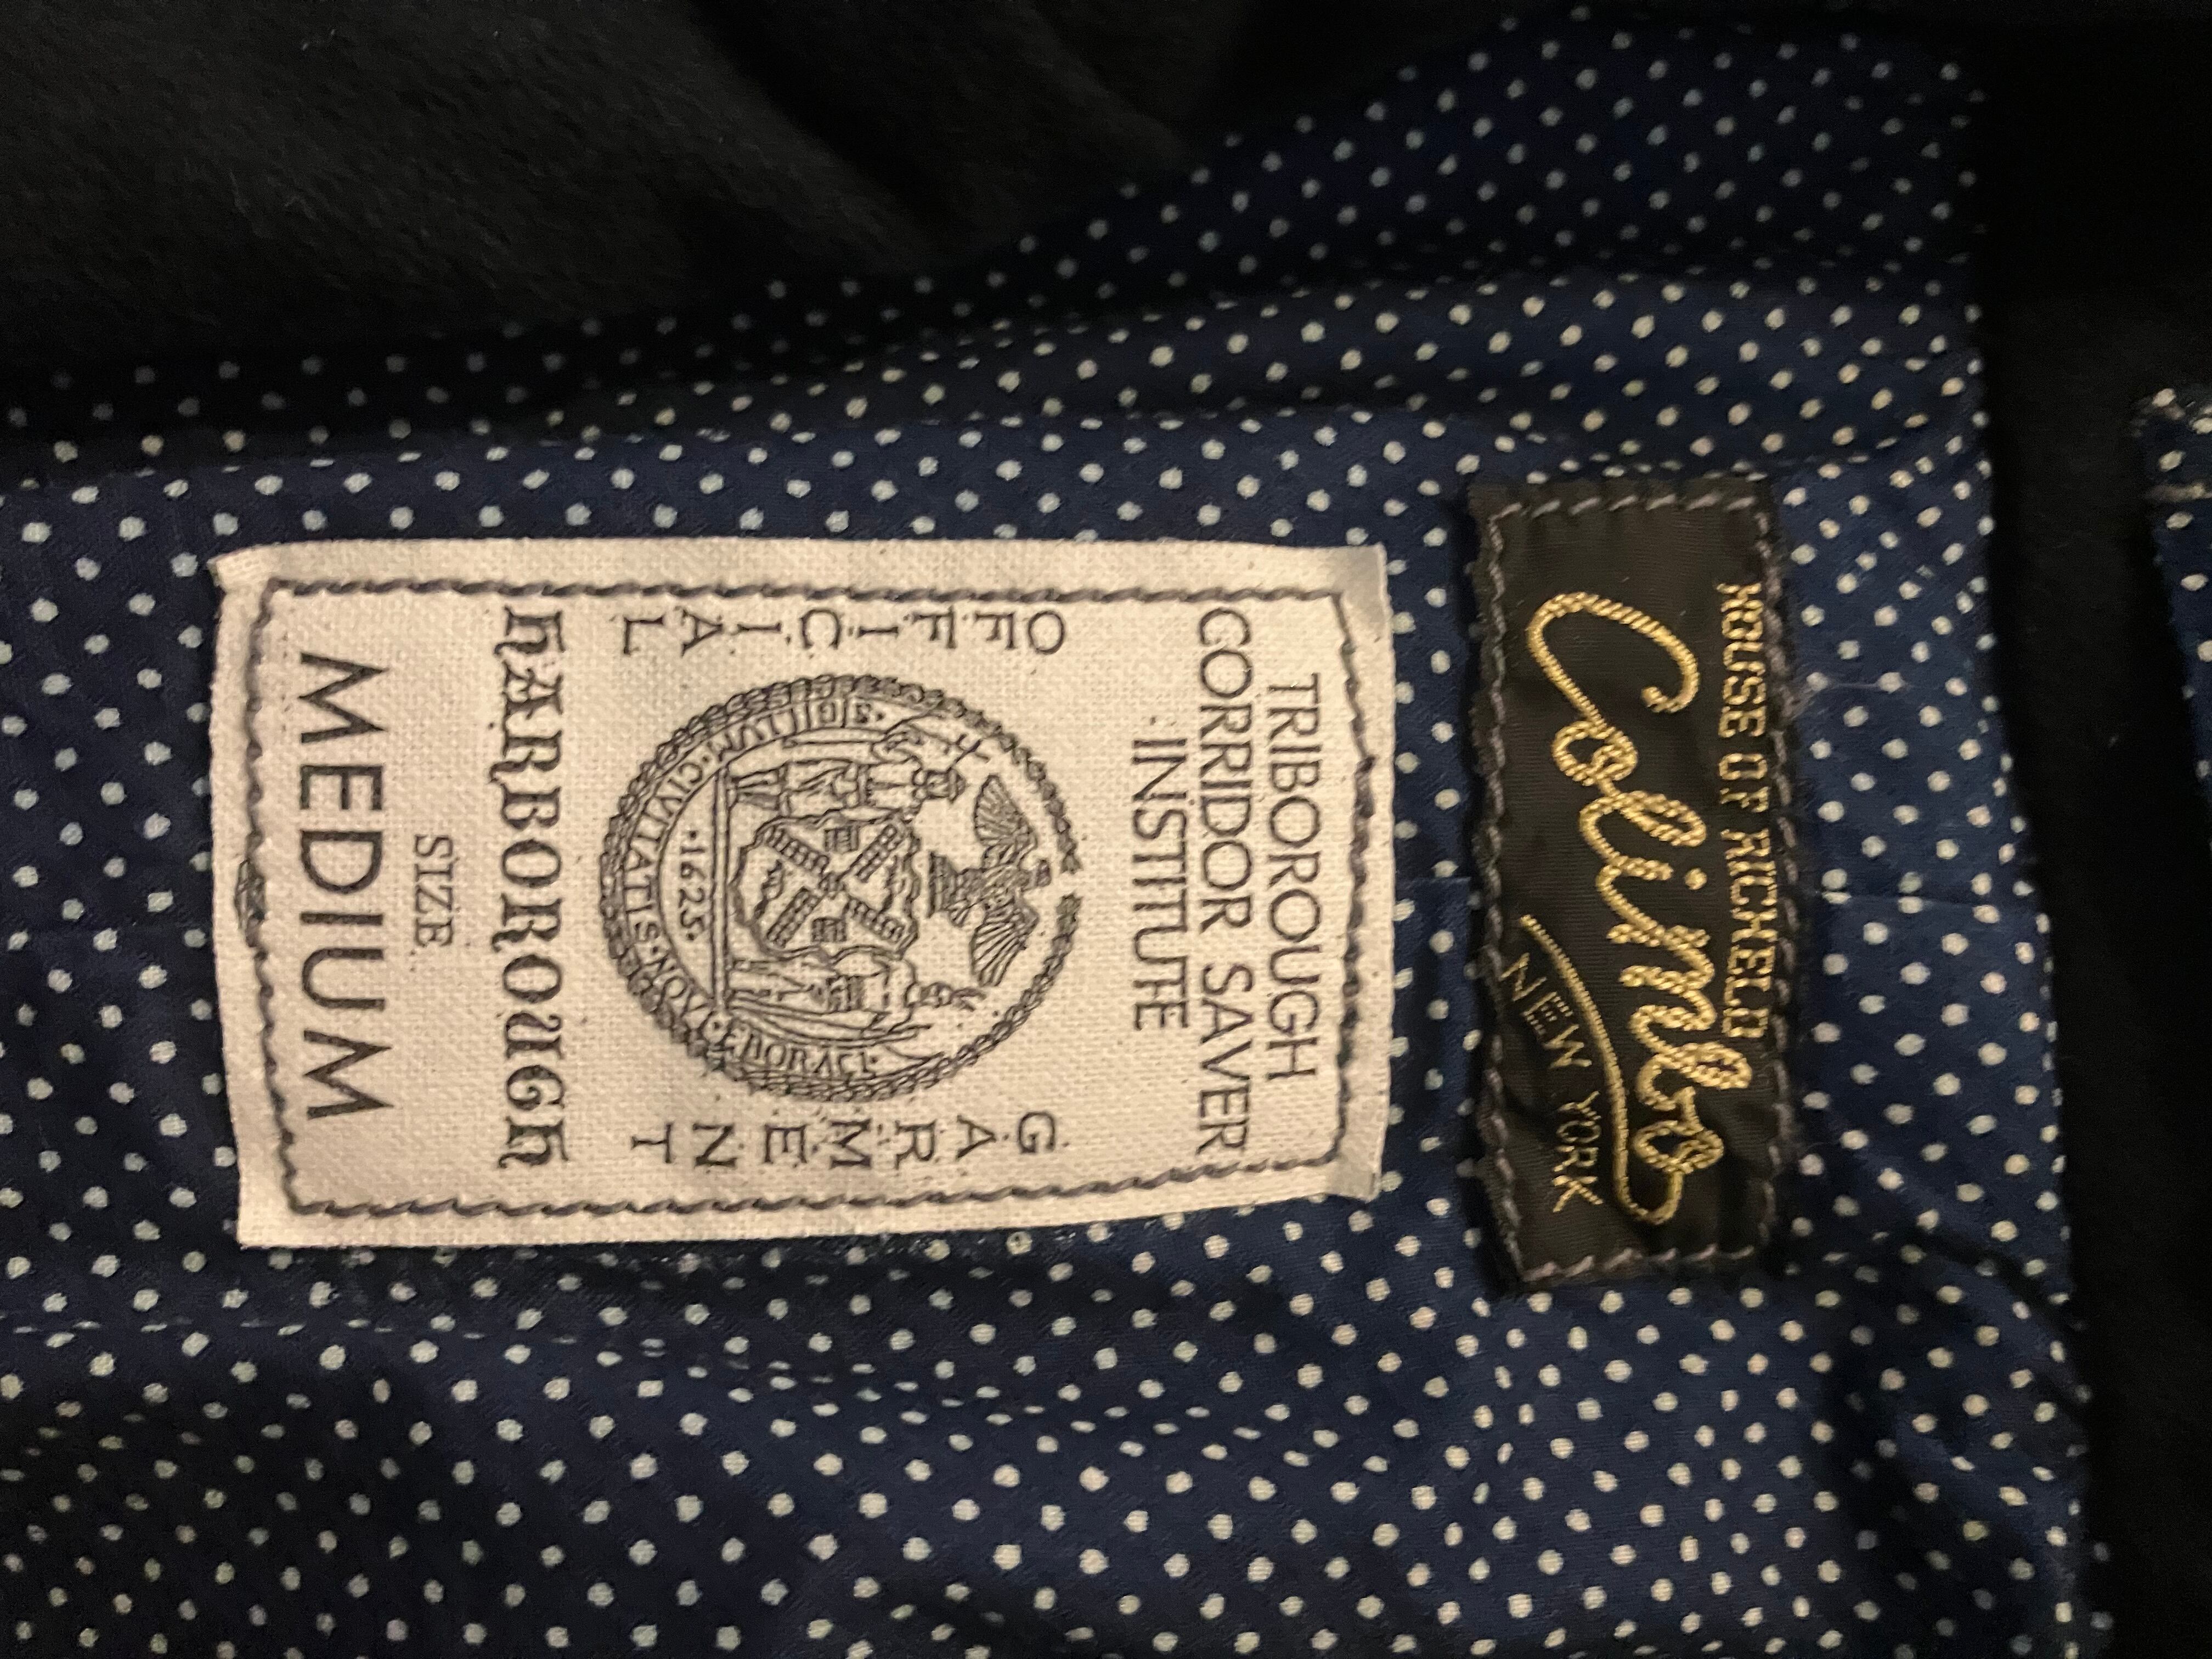 HOUSE OF RICHELD
Colimbo
NEW YORK
TRIBOROUGH
CORRIDOR SAVER
INSTITUTE
OFFICIAL
GARMENT
·1625·
·SIGILLVM·CIVITATIS·NOVI·EBORACI·
HARBOROUGH
SIZE
MEDIUM